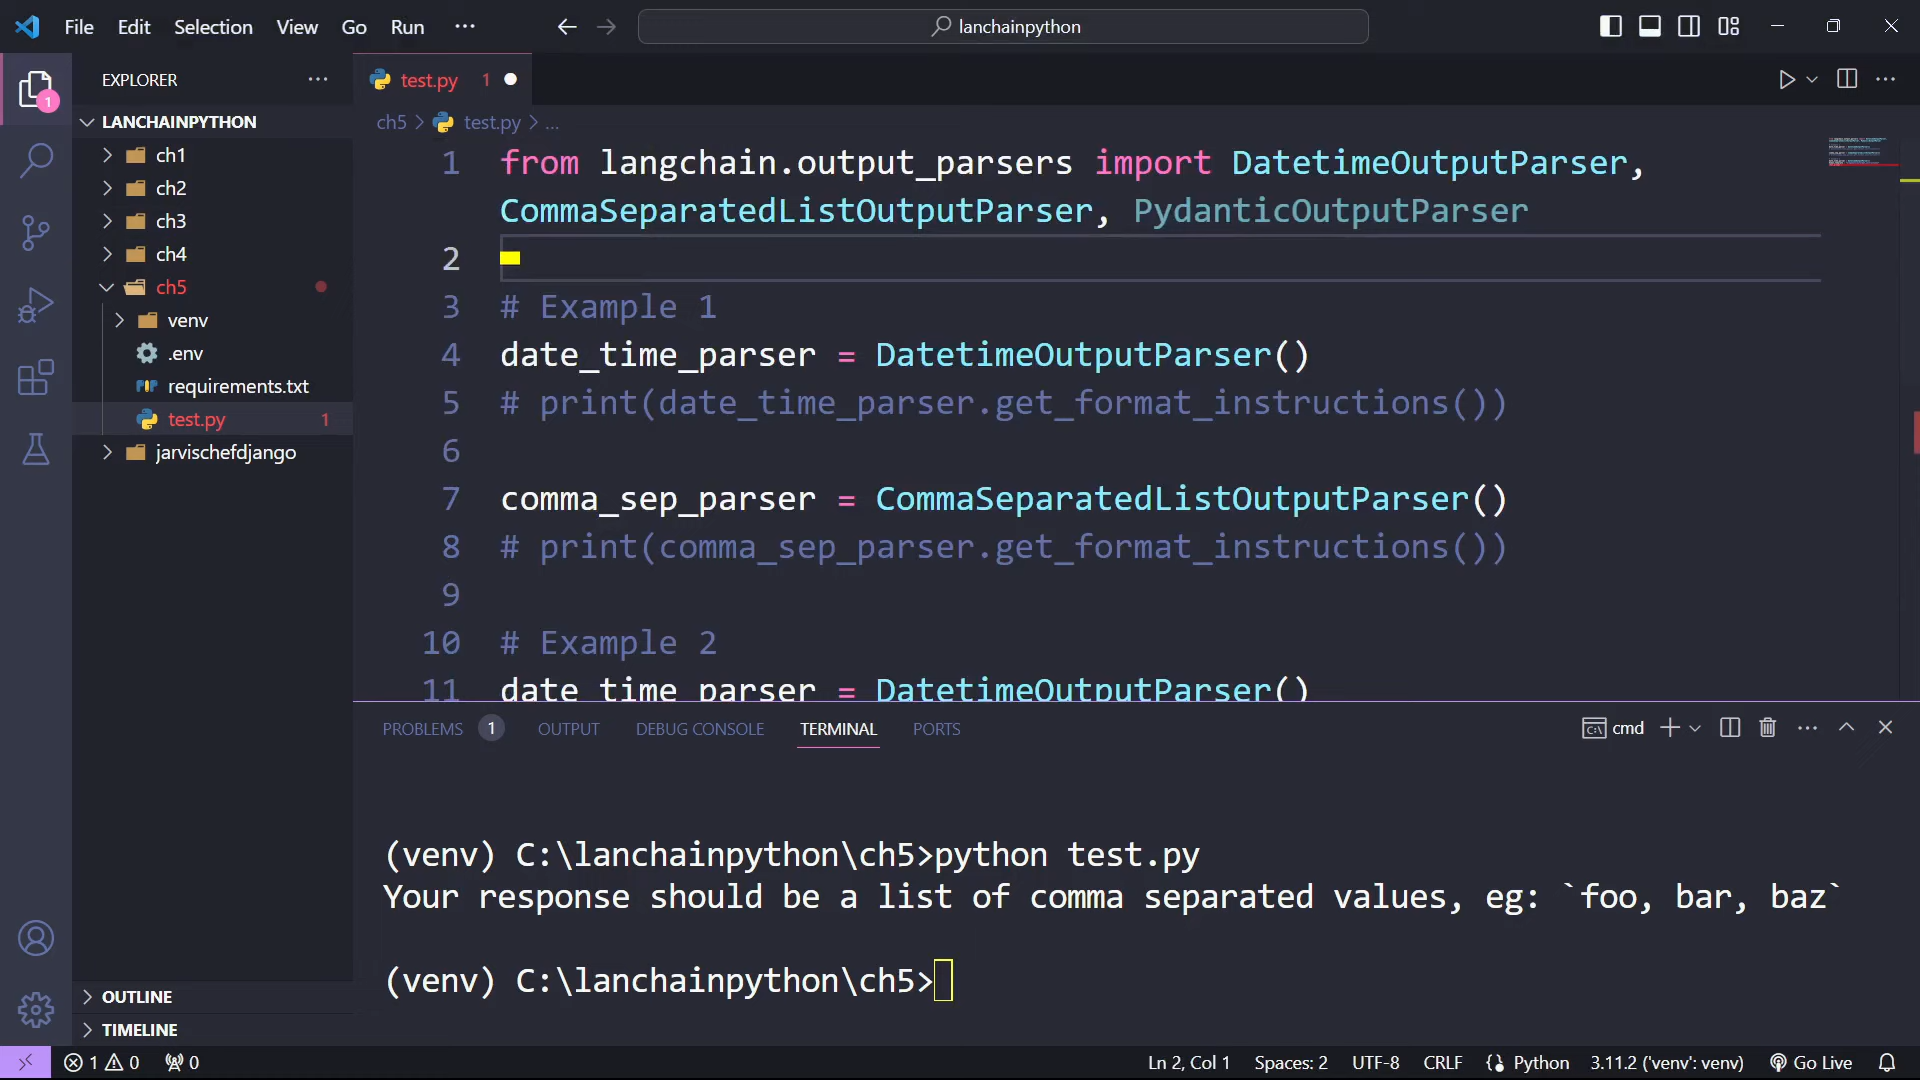 File Edit Selection View Go Run ···
lanchainpython
EXPLORER ···
1
LANCHAINPYTHON
ch1
ch2
ch3
ch4
ch5
venv
.env
requirements.txt
test.py 1
jarvischefdjango
OUTLINE
TIMELINE
test.py 1
ch5 > test.py > ...
1 from langchain.output_parsers import DatetimeOutputParser,
CommaSeparatedListOutputParser, PydanticOutputParser
2
3 # Example 1
4 date_time_parser = DatetimeOutputParser()
5 # print(date_time_parser.get_format_instructions())
6
7 comma_sep_parser = CommaSeparatedListOutputParser()
8 # print(comma_sep_parser.get_format_instructions())
9
10 # Example 2
11 date_time_parser = DatetimeOutputParser()
PROBLEMS 1 OUTPUT DEBUG CONSOLE TERMINAL PORTS
cmd
(venv) C:\lanchainpython\ch5>python test.py
Your response should be a list of comma separated values, eg: `foo, bar, baz`
(venv) C:\lanchainpython\ch5>
1 0 0
Ln 2, Col 1 Spaces: 2 UTF-8 CRLF Python 3.11.2 ('venv': venv) Go Live